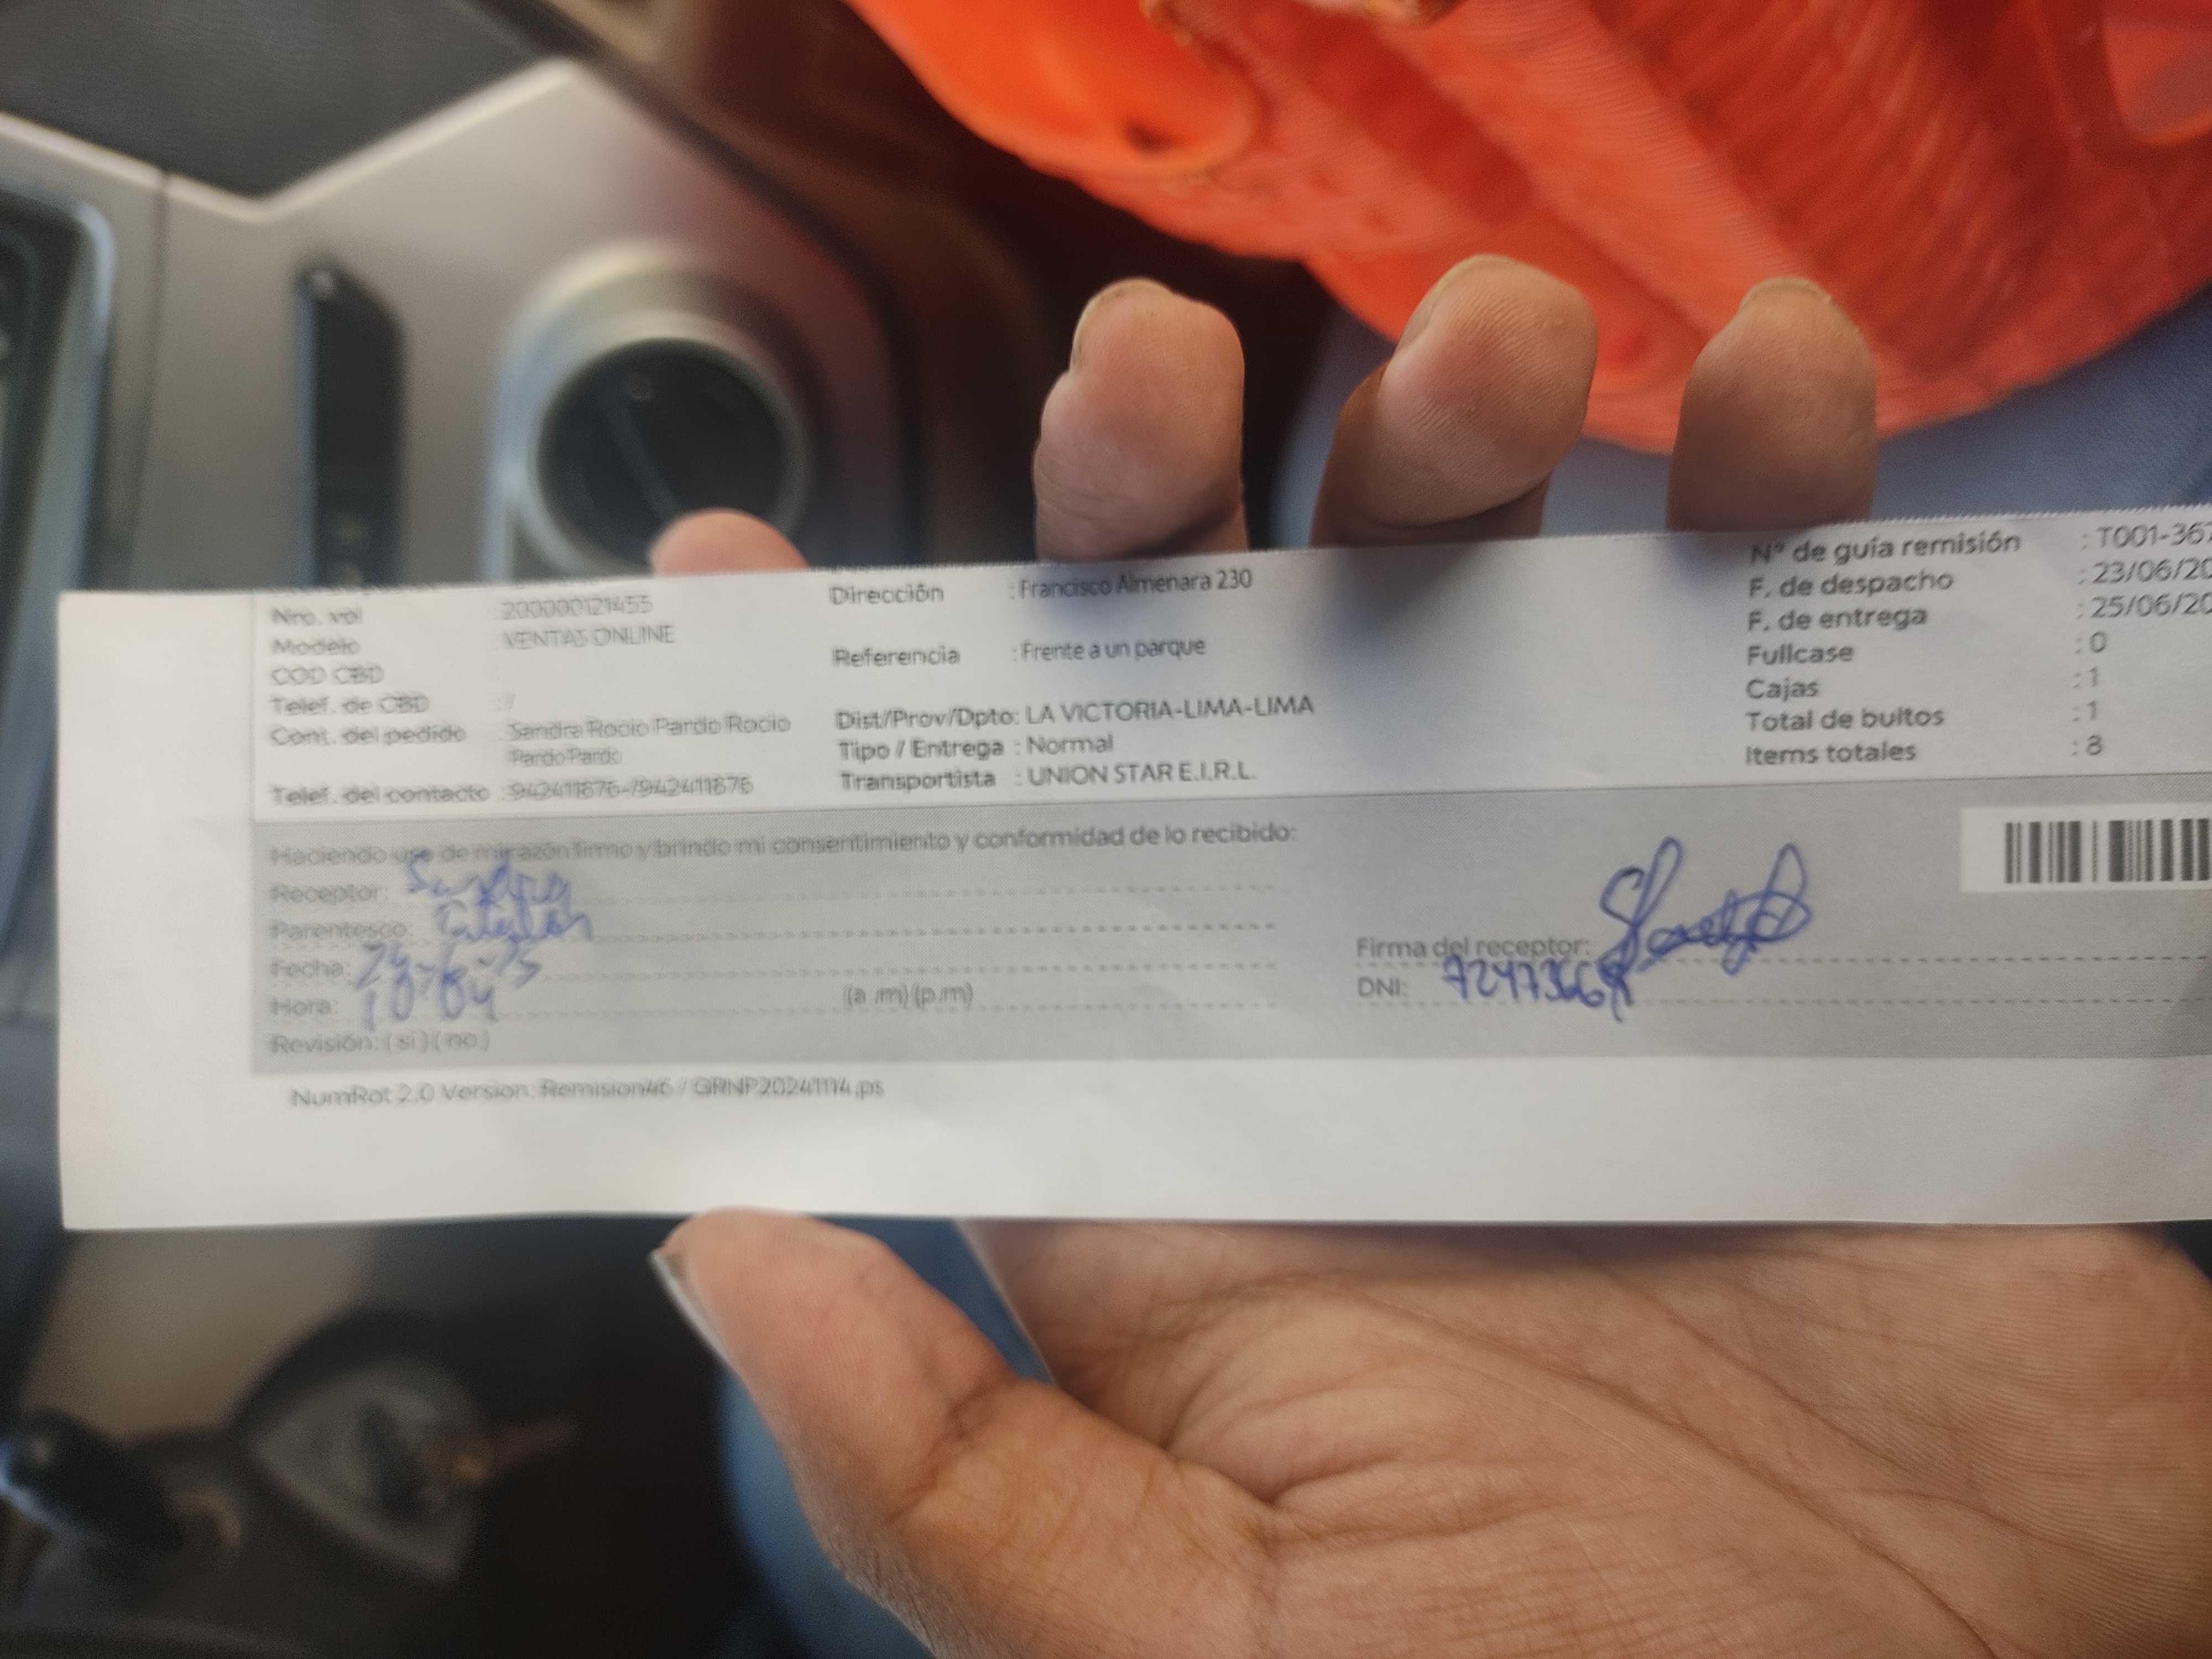 Nro. vol : 200000121455
Modelo : VENTAS ONLINE
COD CBD :
Telef. de CBD : /
Cont. del pedido : Sandra Rocio Pardo Rocio
Pardo Pardo
Telef. del contacto : 942411876-/942411876
Dirección : Francisco Almenara 230
Referencia : Frente a un parque
Dist/Prov/Dpto: LA VICTORIA-LIMA-LIMA
Tipo / Entrega : Normal
Transportista : UNION STAR E.I.R.L.
N° de guía remisión : T001-367
F. de despacho : 23/06/20
F. de entrega : 25/06/20
Fullcase : 0
Cajas : 1
Total de bultos : 1
Items totales : 8
Haciendo uso de mi razón firmo y brindo mi consentimiento y conformidad de lo recibido:
Receptor: Sandra
Parentesco: Titular
Fecha:
Hora: 10:04 (a.m) (p.m)
Revisión: ( si ) ( no )
Firma del receptor:
DNI:
NumRot 2.0 Version: Remision46 / GRNP20241114.ps